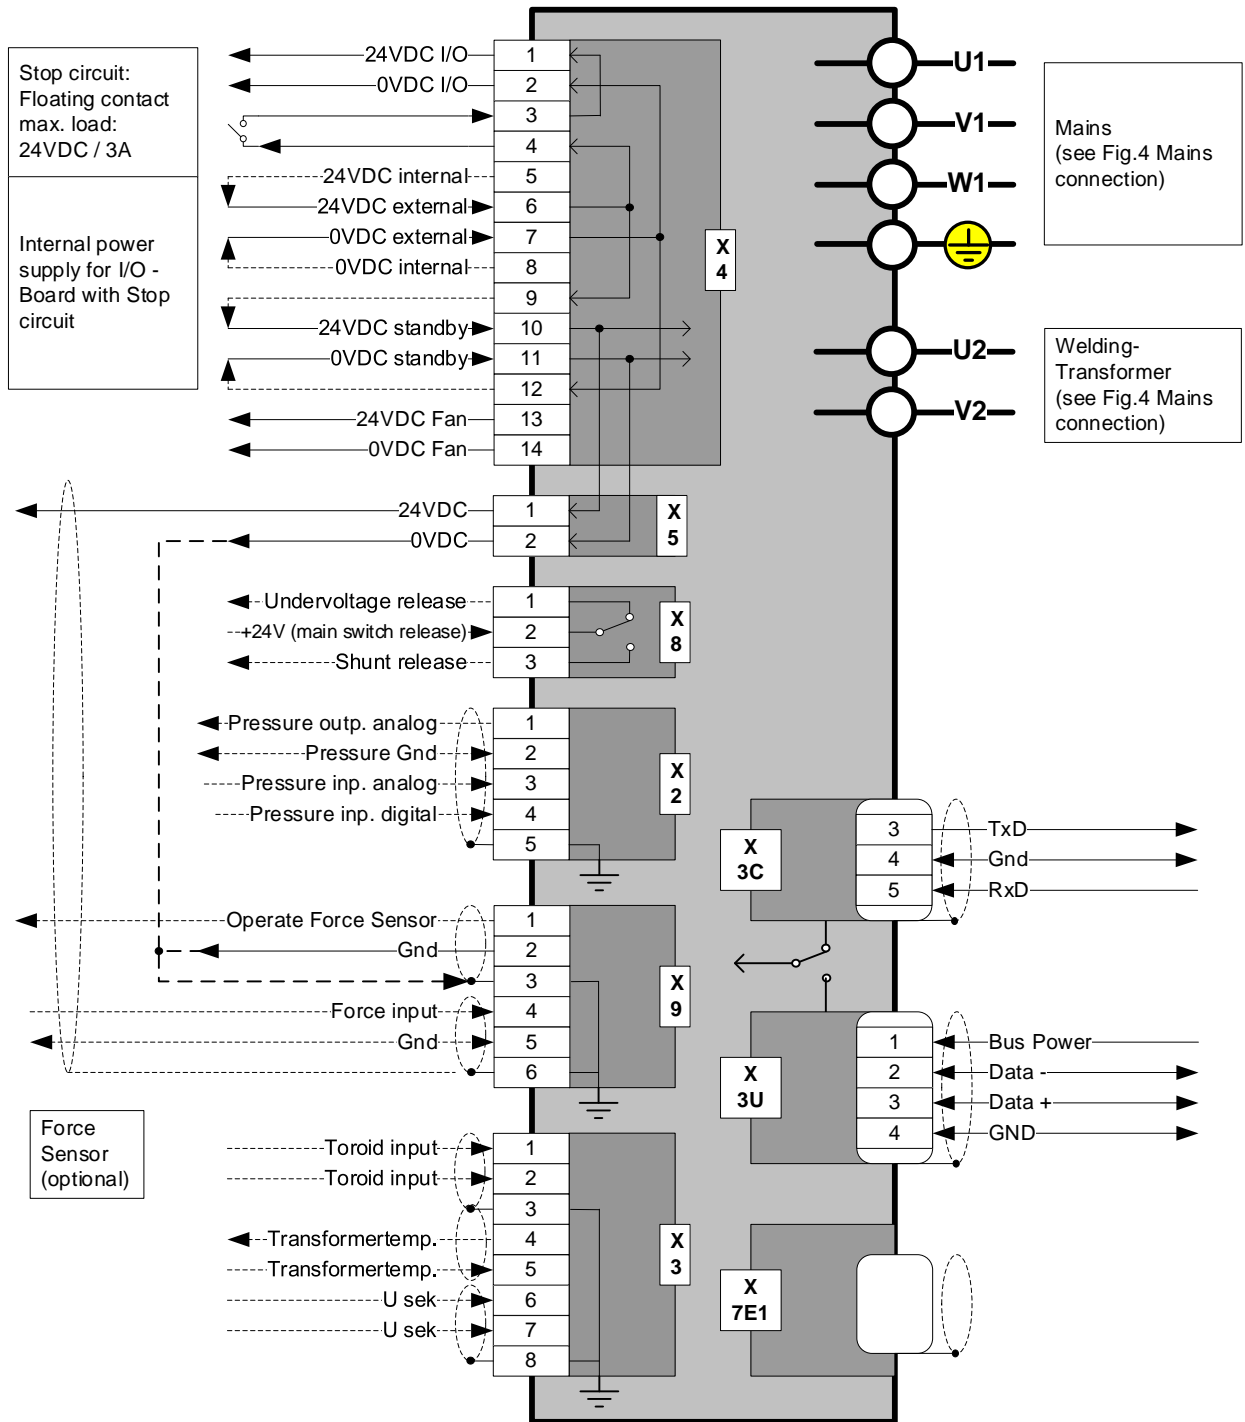 Stop circuit:
Floating contact
max. load:
24VDC / 3A
Internal power
supply for I/O -
Board with Stop
circuit
24VDC I/O 1
0VDC I/O 2
3
4
24VDC internal 5
24VDC external 6
0VDC external 7
0VDC internal 8
9
24VDC standby 10
0VDC standby 11
12
24VDC Fan 13
0VDC Fan 14
X
4
24VDC 1
0VDC 2
X
5
Undervoltage release 1
+24V (main switch release) 2
Shunt release 3
X
8
Pressure outp. analog 1
Pressure Gnd 2
Pressure inp. analog 3
Pressure inp. digital 4
5
X
2
Operate Force Sensor 1
Gnd 2
3
Force input 4
Gnd 5
6
X
9
Force
Sensor
(optional)
Toroid input 1
Toroid input 2
3
Transformertemp. 4
Transformertemp. 5
U sek 6
U sek 7
8
X
3
U1
V1
W1
Mains
(see Fig.4 Mains
connection)
U2
V2
Welding-
Transformer
(see Fig.4 Mains
connection)
X
3C
3 TxD
4 Gnd
5 RxD
X
3U
1 Bus Power
2 Data -
3 Data +
4 GND
X
7E1